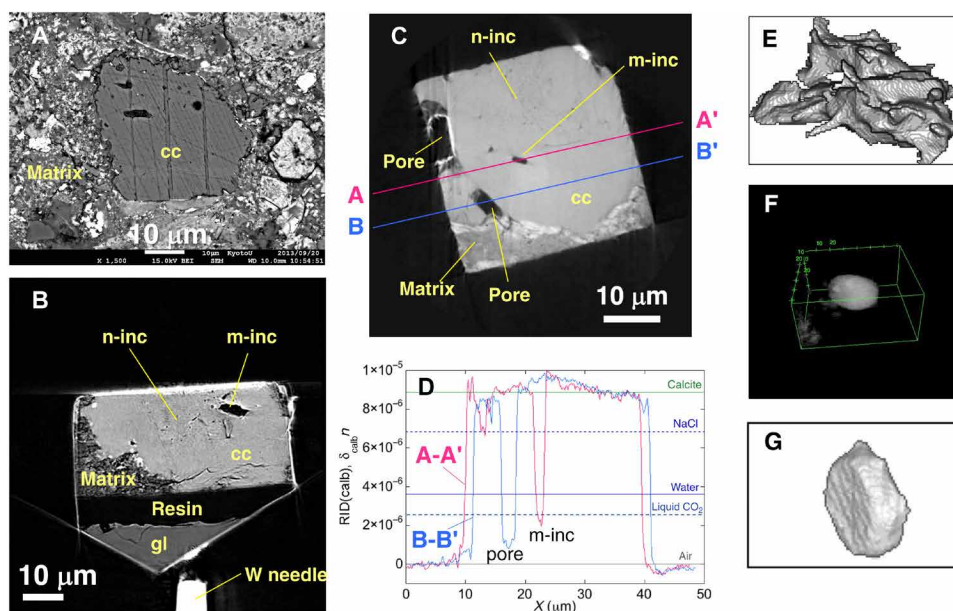 A
cc
Matrix
10 μm
10μm KyotoU 2013/09/20
X 1,500 15.0kV BEI SEM WD 10.0mm 10:54:51
B
n-inc
m-inc
cc
Matrix
Resin
gl
10 μm
W needle
C
n-inc
m-inc
A'
B'
Pore
A
B
cc
Matrix
Pore
10 μm
D
1×10⁻⁵
8×10⁻⁶
6×10⁻⁶
4×10⁻⁶
2×10⁻⁶
0
RID(calb), δcalb n
Calcite
NaCl
Water
Liquid CO₂
Air
A-A'
B-B'
pore
m-inc
0 10 20 30 40 50
X (μm)
E
F
10 20
G